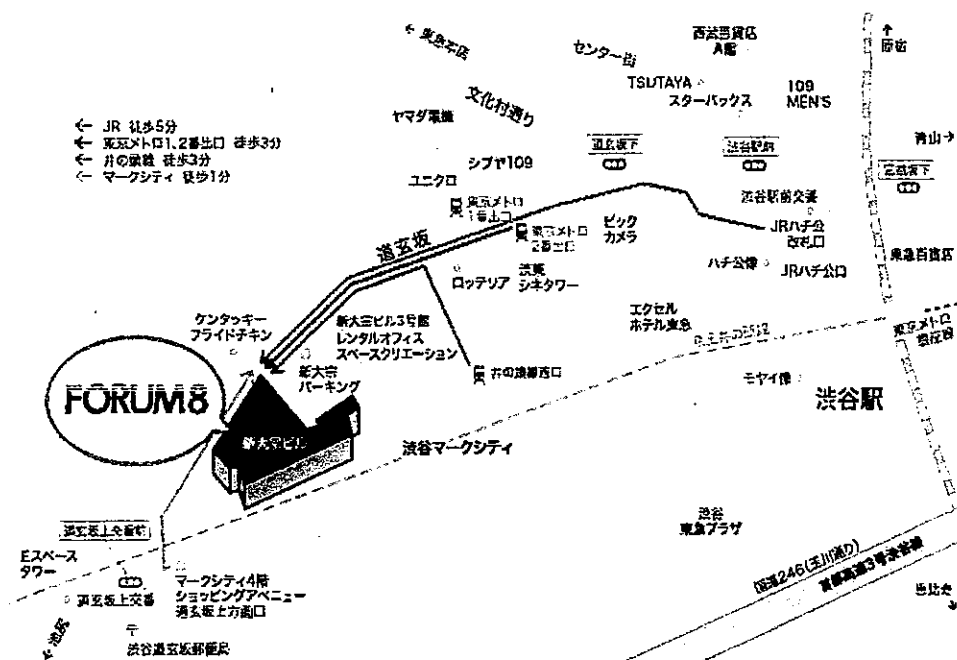 ← 東急本店
センター街
西武百貨店
A館
↑
原宿
TSUTAYA
スターバックス
109
MEN'S
文化村通り
ヤマダ電機
← JR 徒歩5分
← 東京メトロ1、2番出口 徒歩3分
← 井の頭線 徒歩3分
← マークシティ 徒歩1分
道玄坂下
渋谷駅前
青山→
宮益坂下
シブヤ109
ユニクロ
東京メトロ
1番出口
渋谷駅前交番
東京メトロ
2番出口
ビック
カメラ
JRハチ公
改札口
道玄坂
ハチ公像
JRハチ公口
東急百貨店
ロッテリア
渋東
シネタワー
ケンタッキー
フライドチキン
新大宗ビル3号館
レンタルオフィス
スペースクリエーション
エクセル
ホテル東急
東京メトロ
銀座線
新大宗
パーキング
井の頭線西口
モヤイ像
渋谷駅
FORUM8
新大宗ビル
渋谷マークシティ
道玄坂上交番前
渋谷
東急プラザ
Eスペース
タワー
マークシティ4階
ショッピングアベニュー
道玄坂上方面口
国道246(玉川通り)
首都高速3号渋谷線
恵比寿
道玄坂上交番
←池尻
渋谷道玄坂郵便局